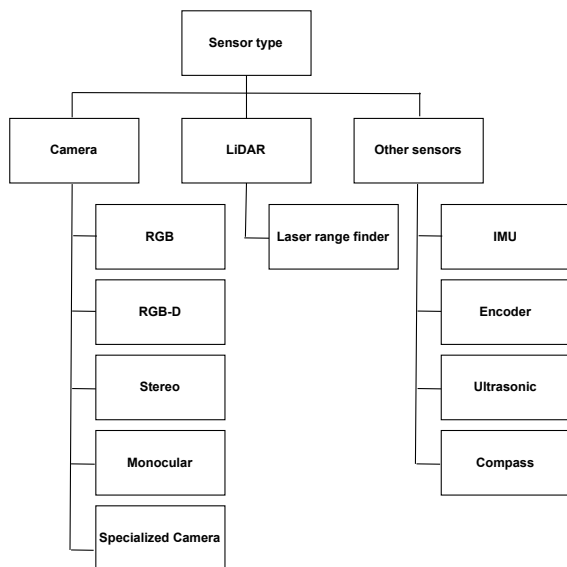 Sensor type
Camera
LiDAR
Other sensors
RGB
Laser range finder
IMU
RGB-D
Encoder
Stereo
Ultrasonic
Monocular
Compass
Specialized Camera